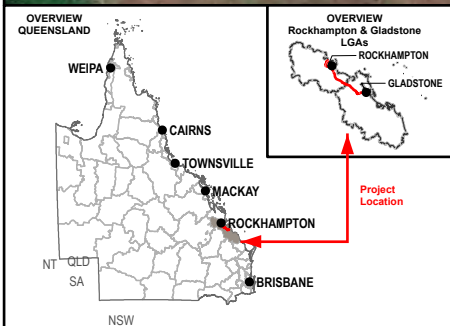 OVERVIEW
QUEENSLAND
WEIPA
CAIRNS
TOWNSVILLE
MACKAY
ROCKHAMPTON
BRISBANE
NT
QLD
SA
NSW
OVERVIEW
Rockhampton & Gladstone
LGAs
ROCKHAMPTON
GLADSTONE
Project
Location